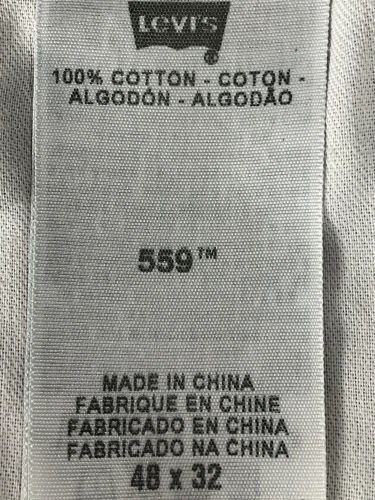 Levi's
®
100% COTTON - COTON -
ALGODÓN - ALGODÃO
559™
MADE IN CHINA
FABRIQUE EN CHINE
FABRICADO EN CHINA
FABRICADO NA CHINA
48 x 32